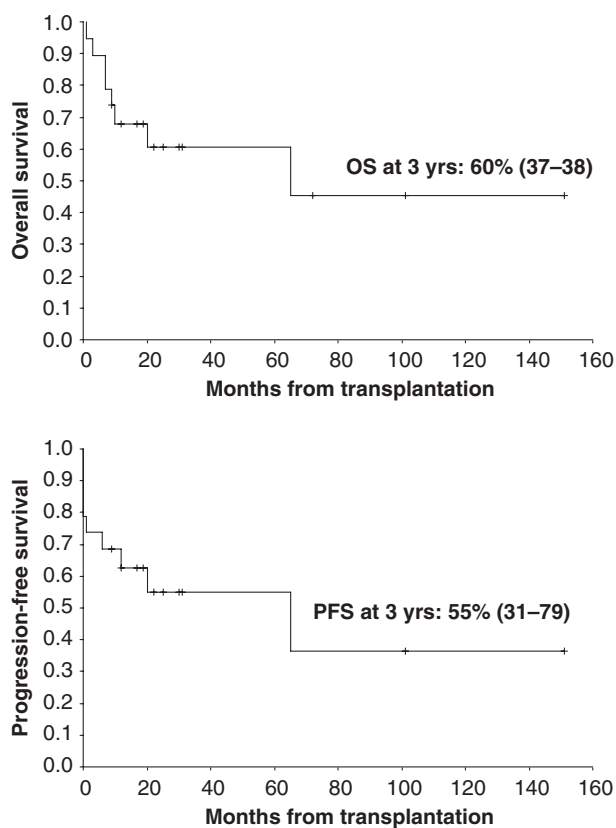 Overall survival
1.0
0.9
0.8
0.7
0.6
0.5
0.4
0.3
0.2
0.1
0.0
OS at 3 yrs: 60% (37–38)
0 20 40 60 80 100 120 140 160
Months from transplantation
Progression-free survival
1.0
0.9
0.8
0.7
0.6
0.5
0.4
0.3
0.2
0.1
0.0
PFS at 3 yrs: 55% (31–79)
0 20 40 60 80 100 120 140 160
Months from transplantation